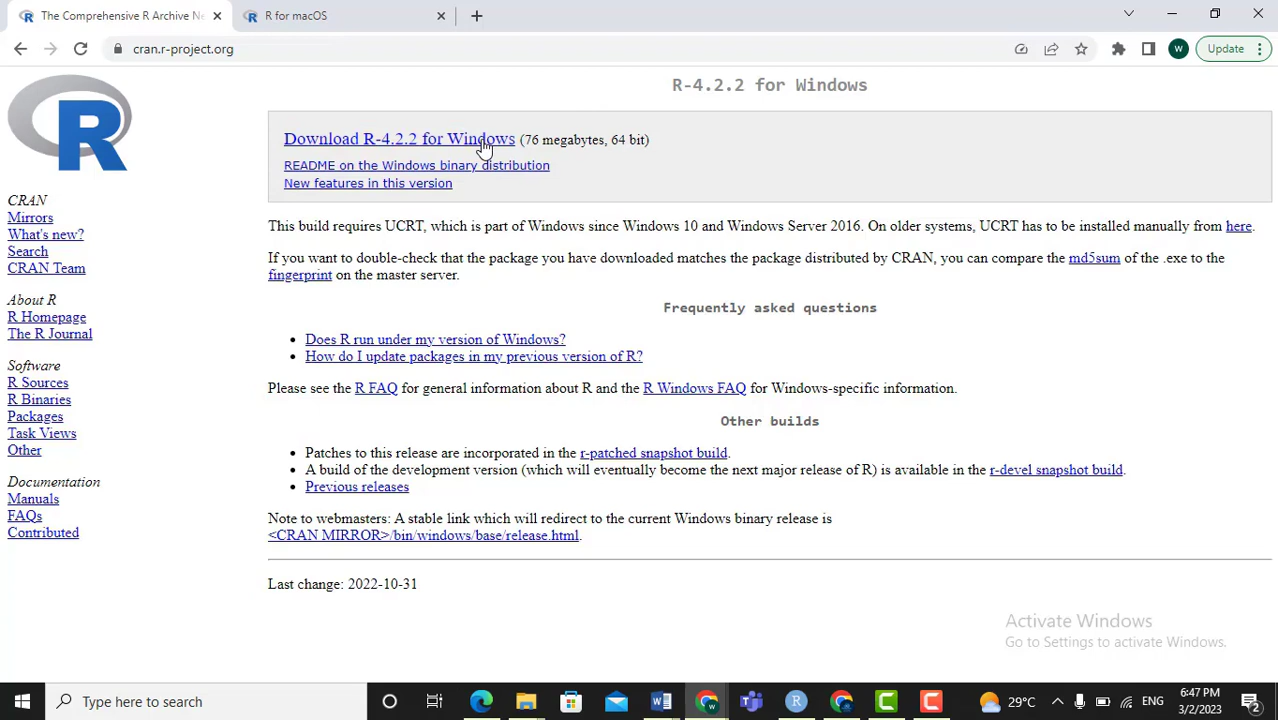 The Comprehensive R Archive Ne
R for macOS
cran.r-project.org
W
Update
R
R-4.2.2 for Windows
Download R-4.2.2 for Windows (76 megabytes, 64 bit)
README on the Windows binary distribution
New features in this version
CRAN
Mirrors
What's new?
Search
CRAN Team
About R
R Homepage
The R Journal
Software
R Sources
R Binaries
Packages
Task Views
Other
Documentation
Manuals
FAQs
Contributed
This build requires UCRT, which is part of Windows since Windows 10 and Windows Server 2016. On older systems, UCRT has to be installed manually from here.
If you want to double-check that the package you have downloaded matches the package distributed by CRAN, you can compare the md5sum of the .exe to the
fingerprint on the master server.
Frequently asked questions
• Does R run under my version of Windows?
• How do I update packages in my previous version of R?
Please see the R FAQ for general information about R and the R Windows FAQ for Windows-specific information.
Other builds
• Patches to this release are incorporated in the r-patched snapshot build.
• A build of the development version (which will eventually become the next major release of R) is available in the r-devel snapshot build.
• Previous releases
Note to webmasters: A stable link which will redirect to the current Windows binary release is
<CRAN MIRROR>/bin/windows/base/release.html.
Last change: 2022-10-31
Activate Windows
Go to Settings to activate Windows.
Type here to search
29°C
ENG
6:47 PM
3/2/2023
2